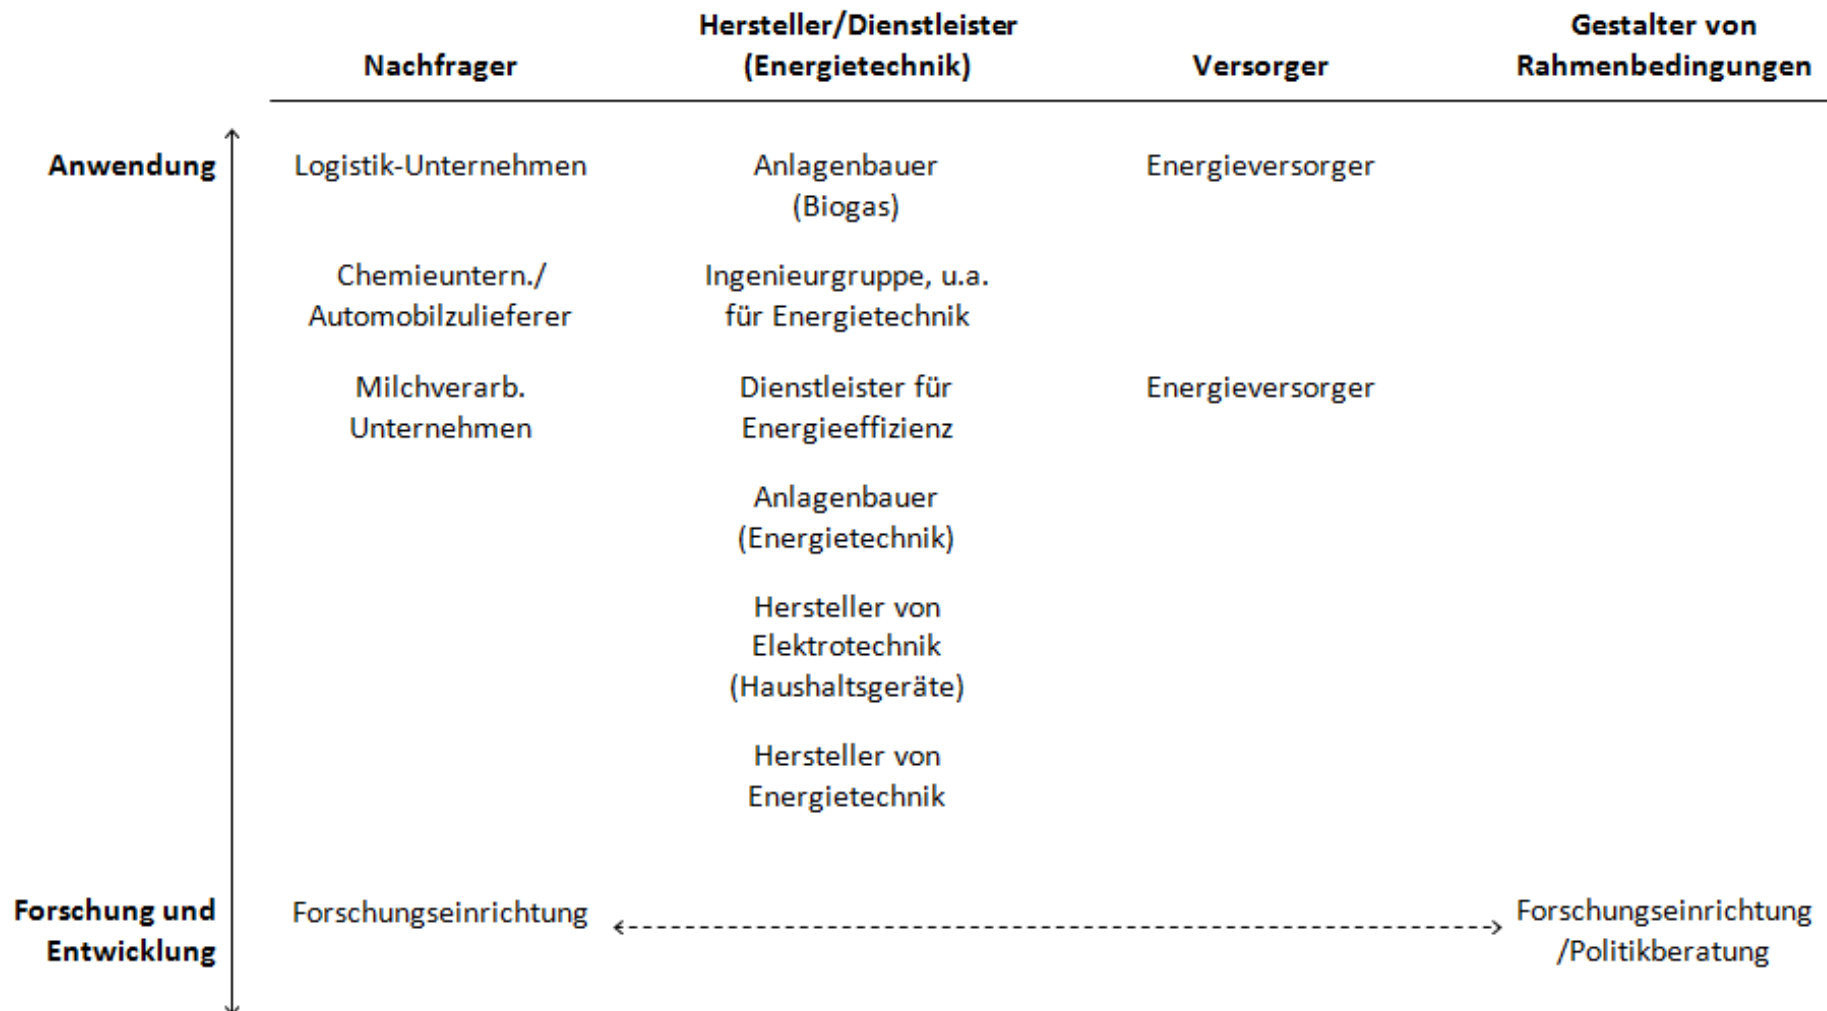 Nachfrager
Hersteller/Dienstleister
(Energietechnik)
Versorger
Gestalter von
Rahmenbedingungen
Anwendung
Logistik-Unternehmen
Anlagenbauer
(Biogas)
Energieversorger
Chemieuntern./
Automobilzulieferer
Ingenieurgruppe, u.a.
für Energietechnik
Milchverarb.
Unternehmen
Dienstleister für
Energieeffizienz
Energieversorger
Anlagenbauer
(Energietechnik)
Hersteller von
Elektrotechnik
(Haushaltsgeräte)
Hersteller von
Energietechnik
Forschung und
Entwicklung
Forschungseinrichtung
Forschungseinrichtung
/Politikberatung